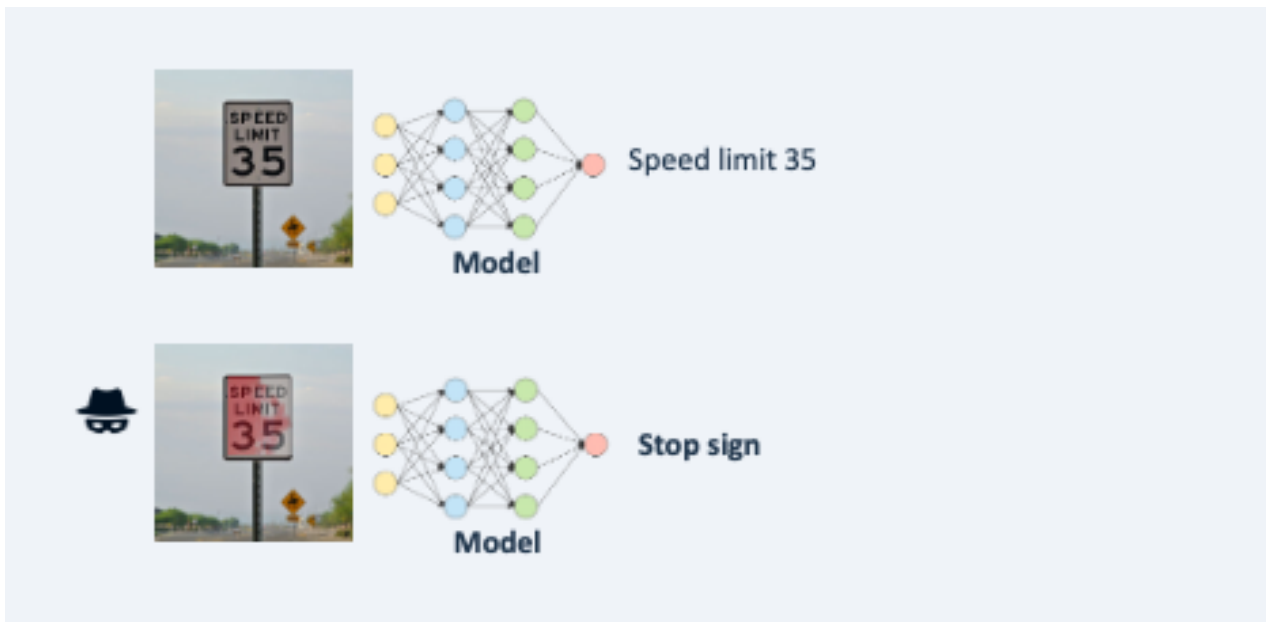 SPEED
LIMIT
35
Speed limit 35
Model
SPEED
LIMIT
35
Stop sign
Model